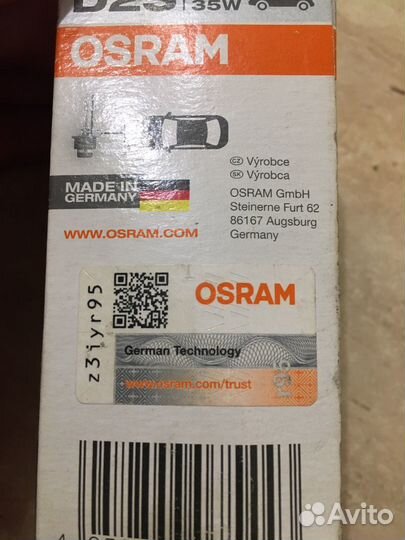 D2S 35W
OSRAM
CZ Výrobce
SK Výrobca
MADE IN
GERMANY
OSRAM GmbH
Steinerne Furt 62
86167 Augsburg
Germany
WWW.OSRAM.COM
z3iyr95
OSRAM
German Technology
www.osram.com/trust
Avito